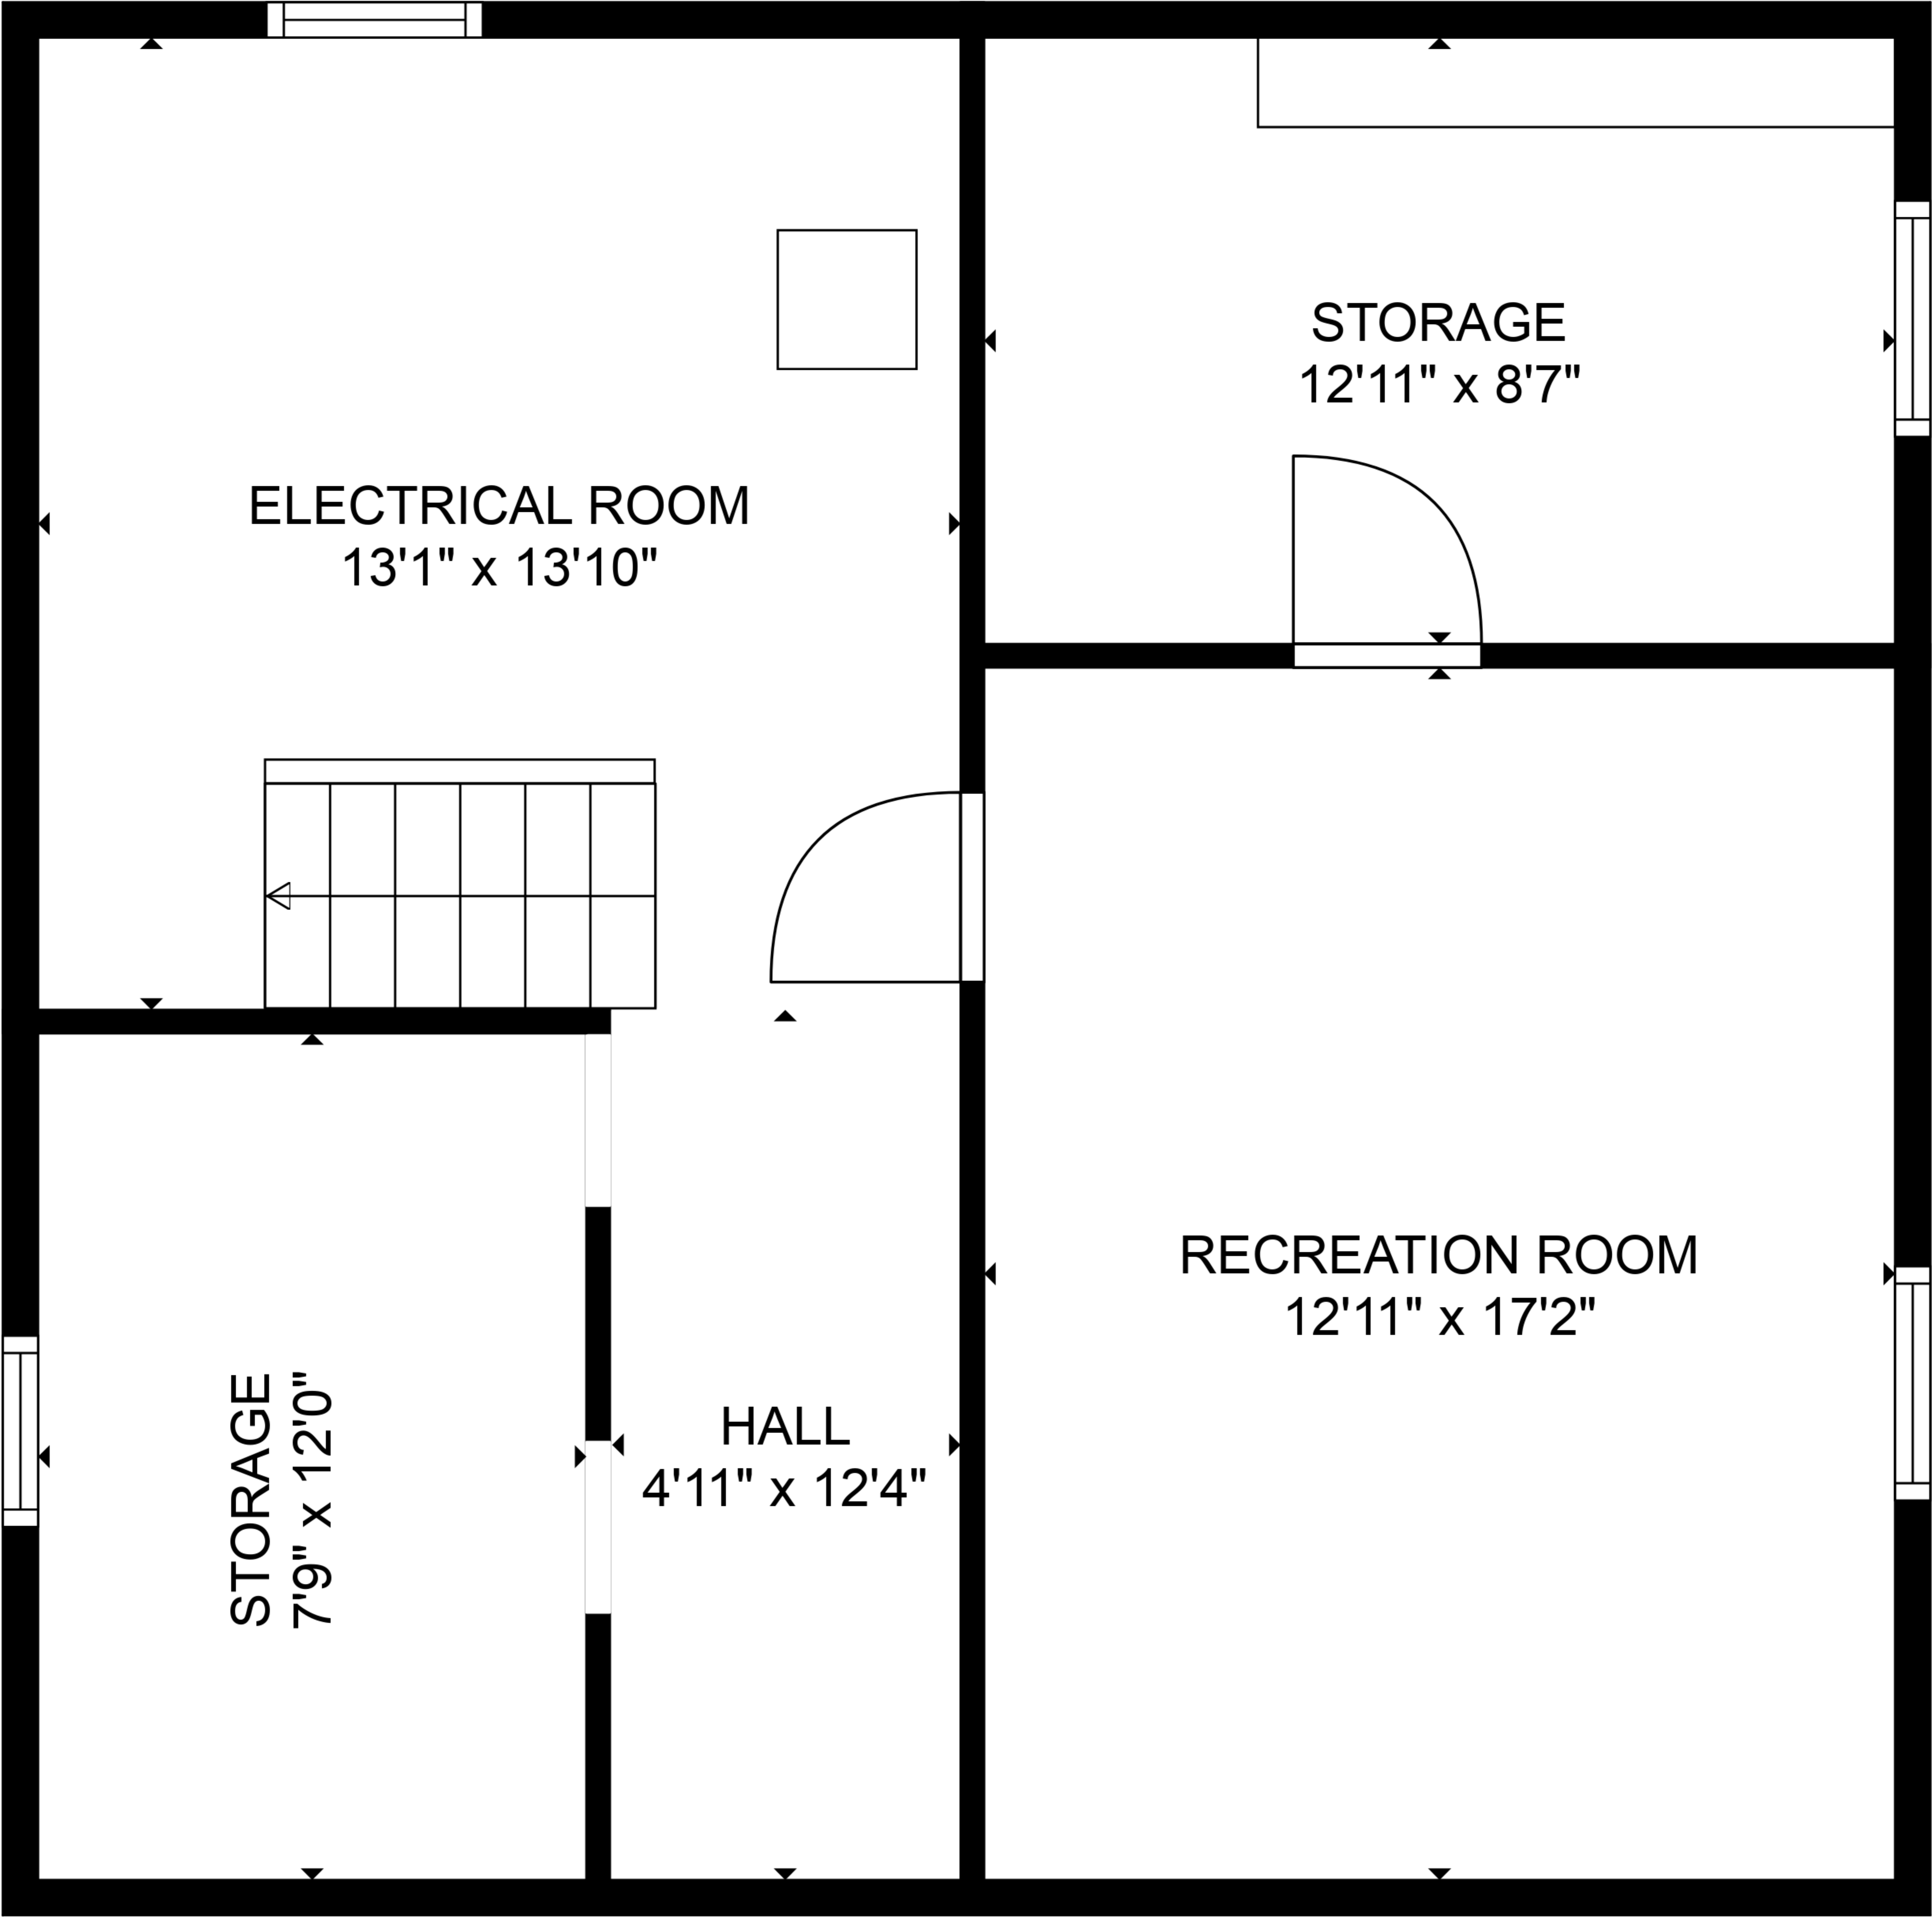 STORAGE
12'11" x 8'7"
ELECTRICAL ROOM
13'1" x 13'10"
RECREATION ROOM
12'11" x 17'2"
STORAGE
7'9" x 12'0"
HALL
4'11" x 12'4"